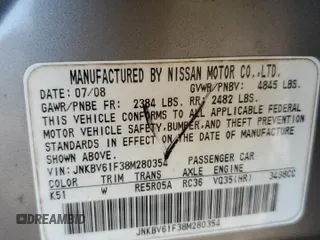 MANUFACTURED BY NISSAN MOTOR CO.,LTD.
DATE: 07/08 GVWR/PNBV: 4845 LBS.
GAWR/PNBE FR: 2384 LBS. RR: 2482 LBS.
THIS VEHICLE CONFORMS TO ALL APPLICABLE FEDERAL
MOTOR VEHICLE SAFETY, BUMPER, AND THEFT PREVENTION
STANDARDS IN EFFECT ON THE DATE OF MANUFACTURE
SHOWN ABOVE.
VIN: JNKBV61F38M280354 PASSENGER CAR
COLOR TRIM TRANS AXLE ENGINE
K51 W RE5R05A RC36 VQ35(HR) 3498CC
JNKBV61F38M280354
© REIDEPASTED.COM